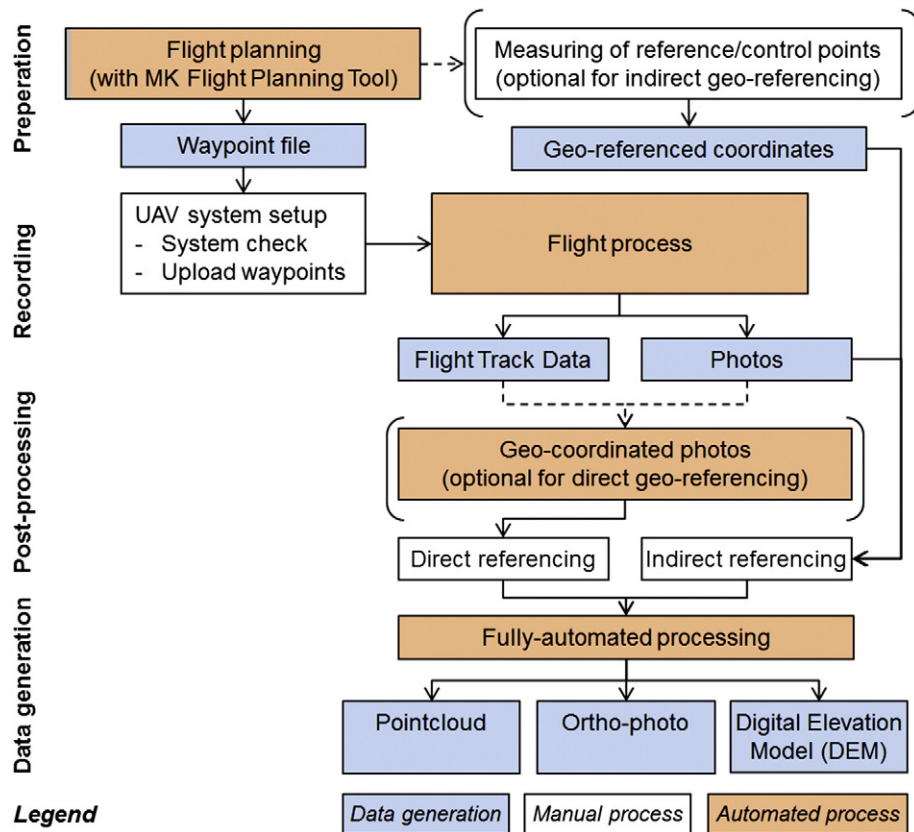 Preperation
Flight planning
(with MK Flight Planning Tool)
Measuring of reference/control points
(optional for indirect geo-referencing)
Waypoint file
Geo-referenced coordinates
Recording
UAV system setup
- System check
- Upload waypoints
Flight process
Flight Track Data
Photos
Post-processing
Geo-coordinated photos
(optional for direct geo-referencing)
Direct referencing
Indirect referencing
Data generation
Fully-automated processing
Pointcloud
Ortho-photo
Digital Elevation
Model (DEM)
Legend
Data generation
Manual process
Automated process